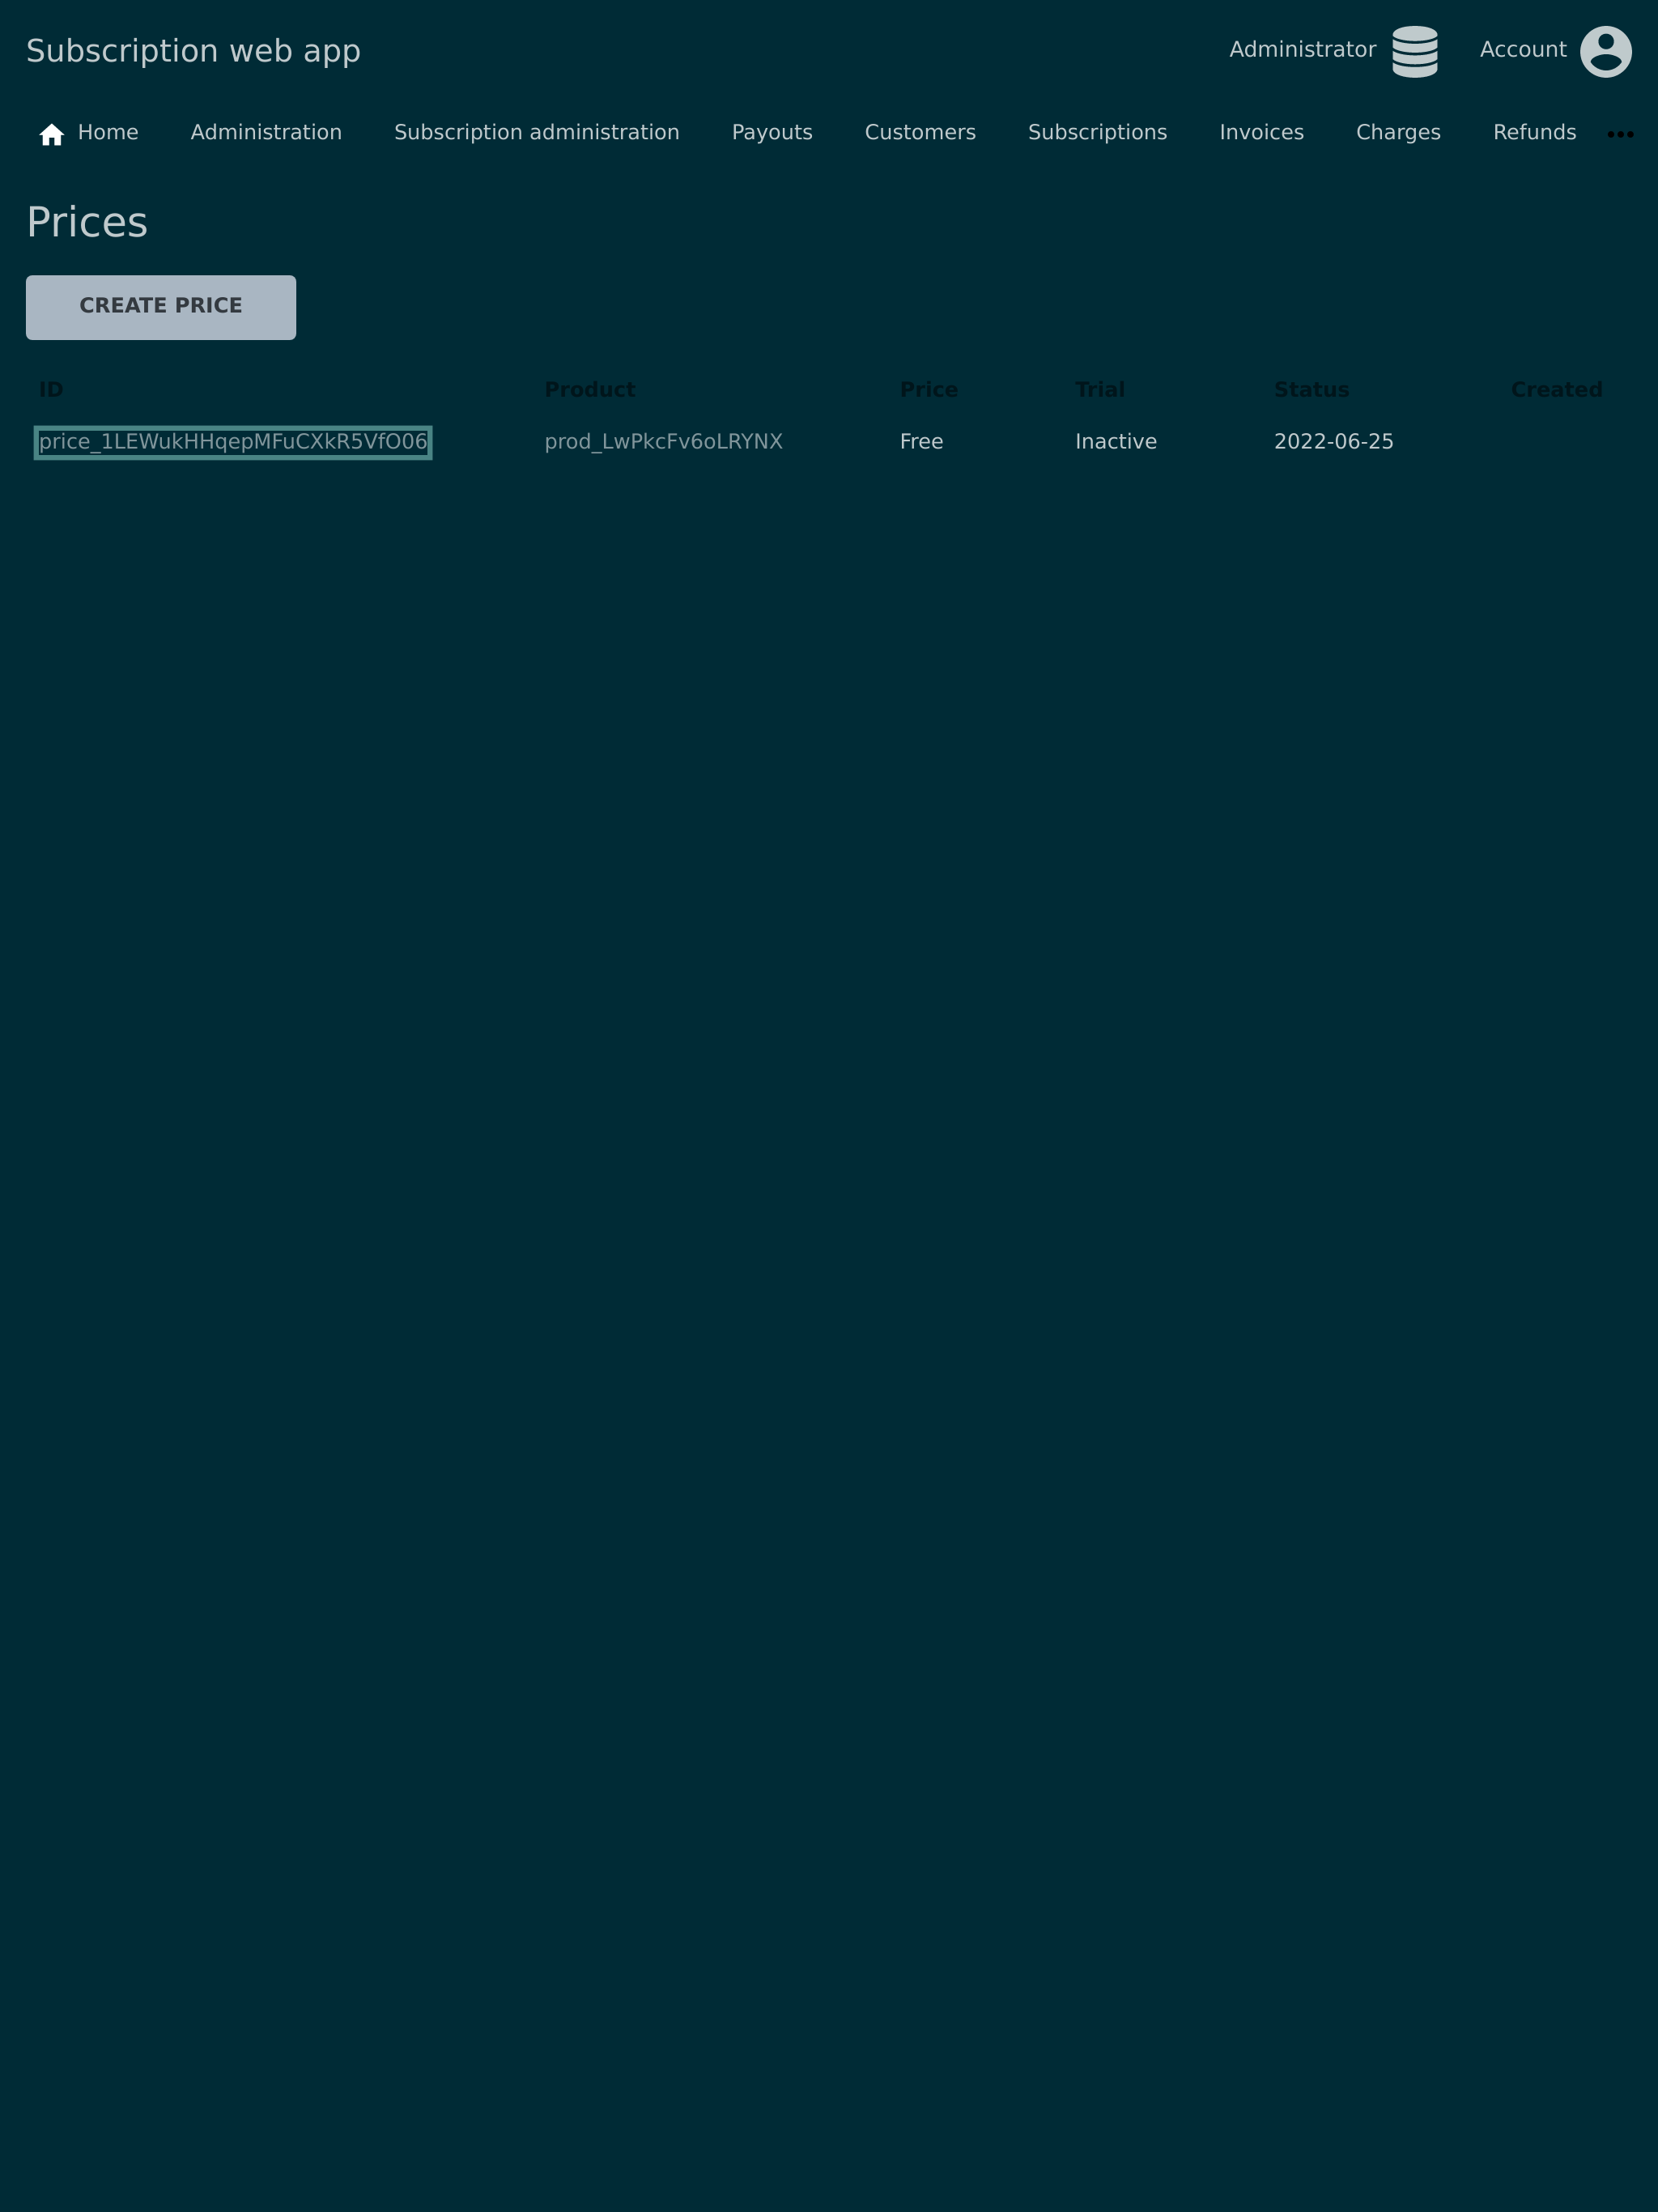 Subscription web app Administrator Account
Home Administration Subscription administration Payouts Customers Subscriptions Invoices Charges Refunds •••
Prices
CREATE PRICE
ID Product Price Trial Status Created
price_1LEWukHHqepMFuCXkR5VfO06 prod_LwPkcFv6oLRYNX Free Inactive 2022-06-25